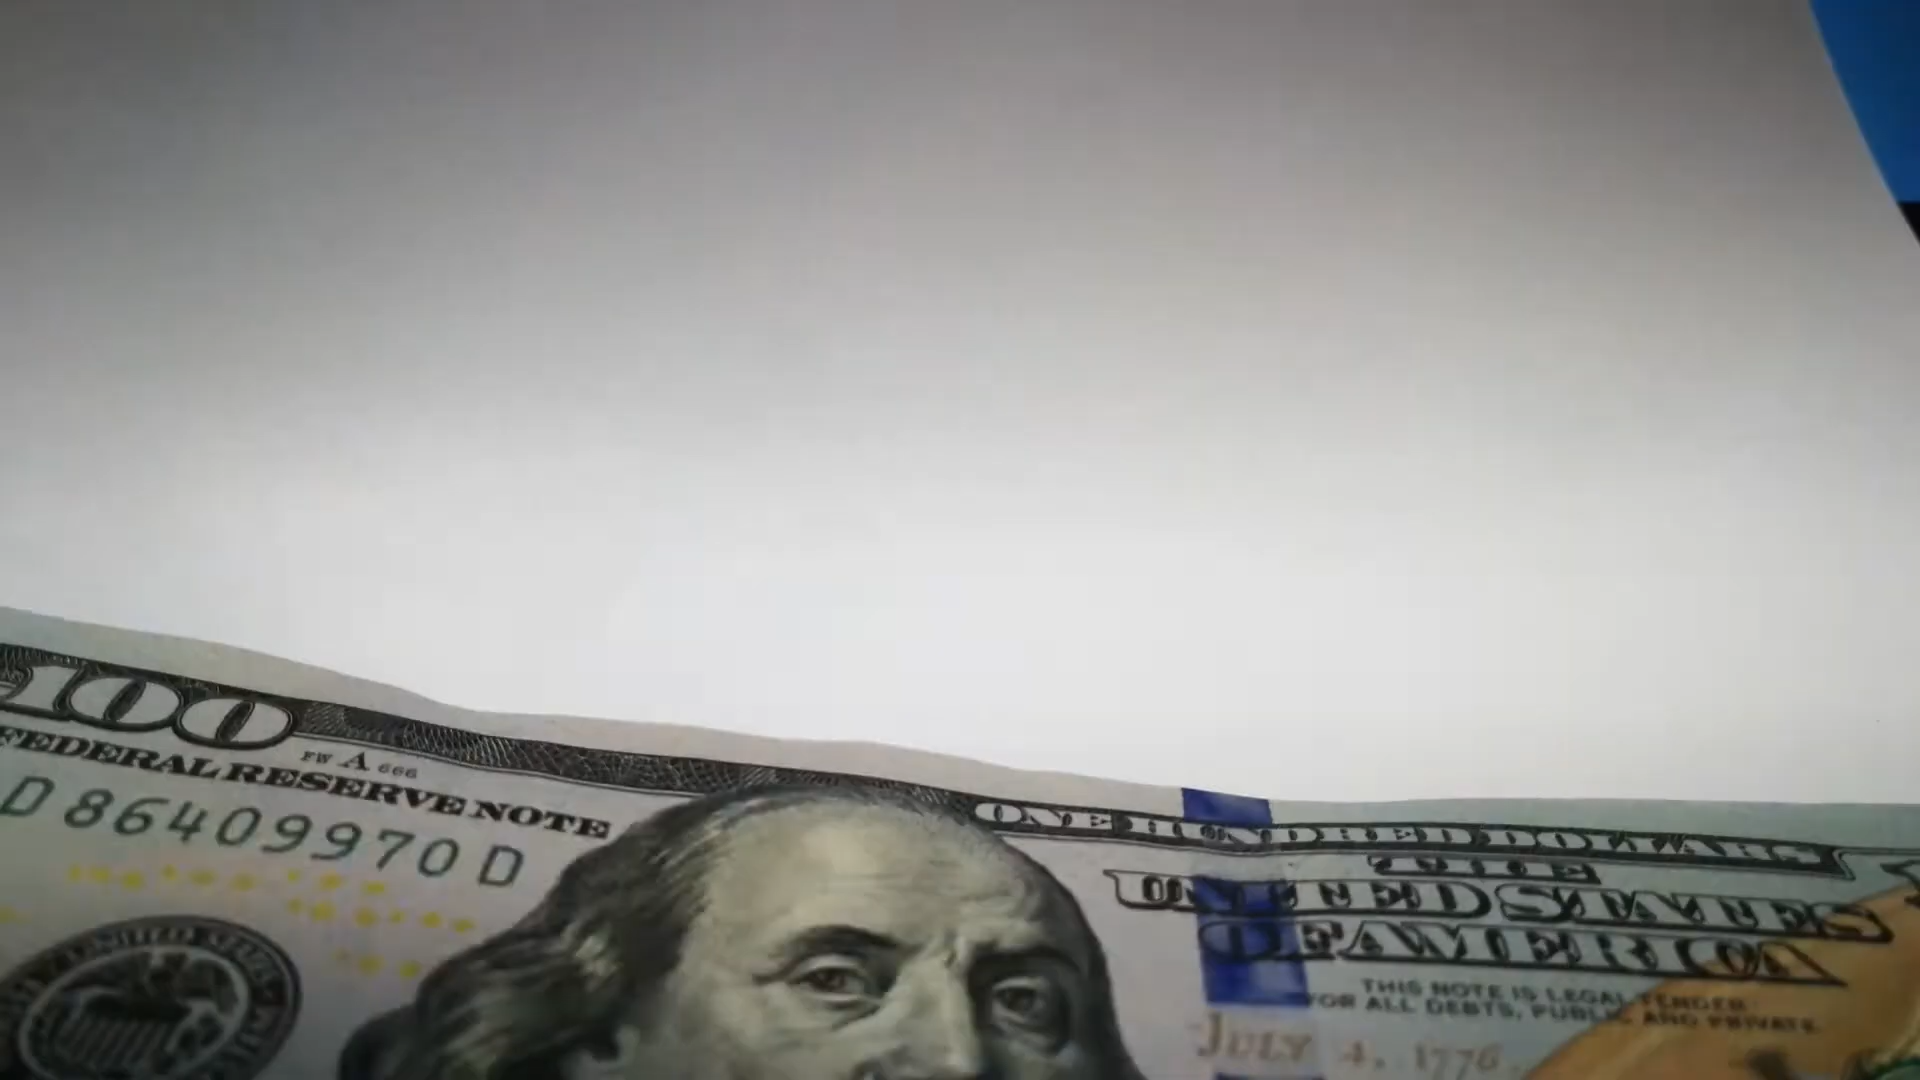 100
FW A 666
FEDERAL RESERVE NOTE
D 86409970 D
ONE HUNDRED DOLLARS
THE
UNITED STATES
OF AMERICA
THIS NOTE IS LEGAL TENDER
FOR ALL DEBTS, PUBLIC AND PRIVATE
JULY 4, 1776